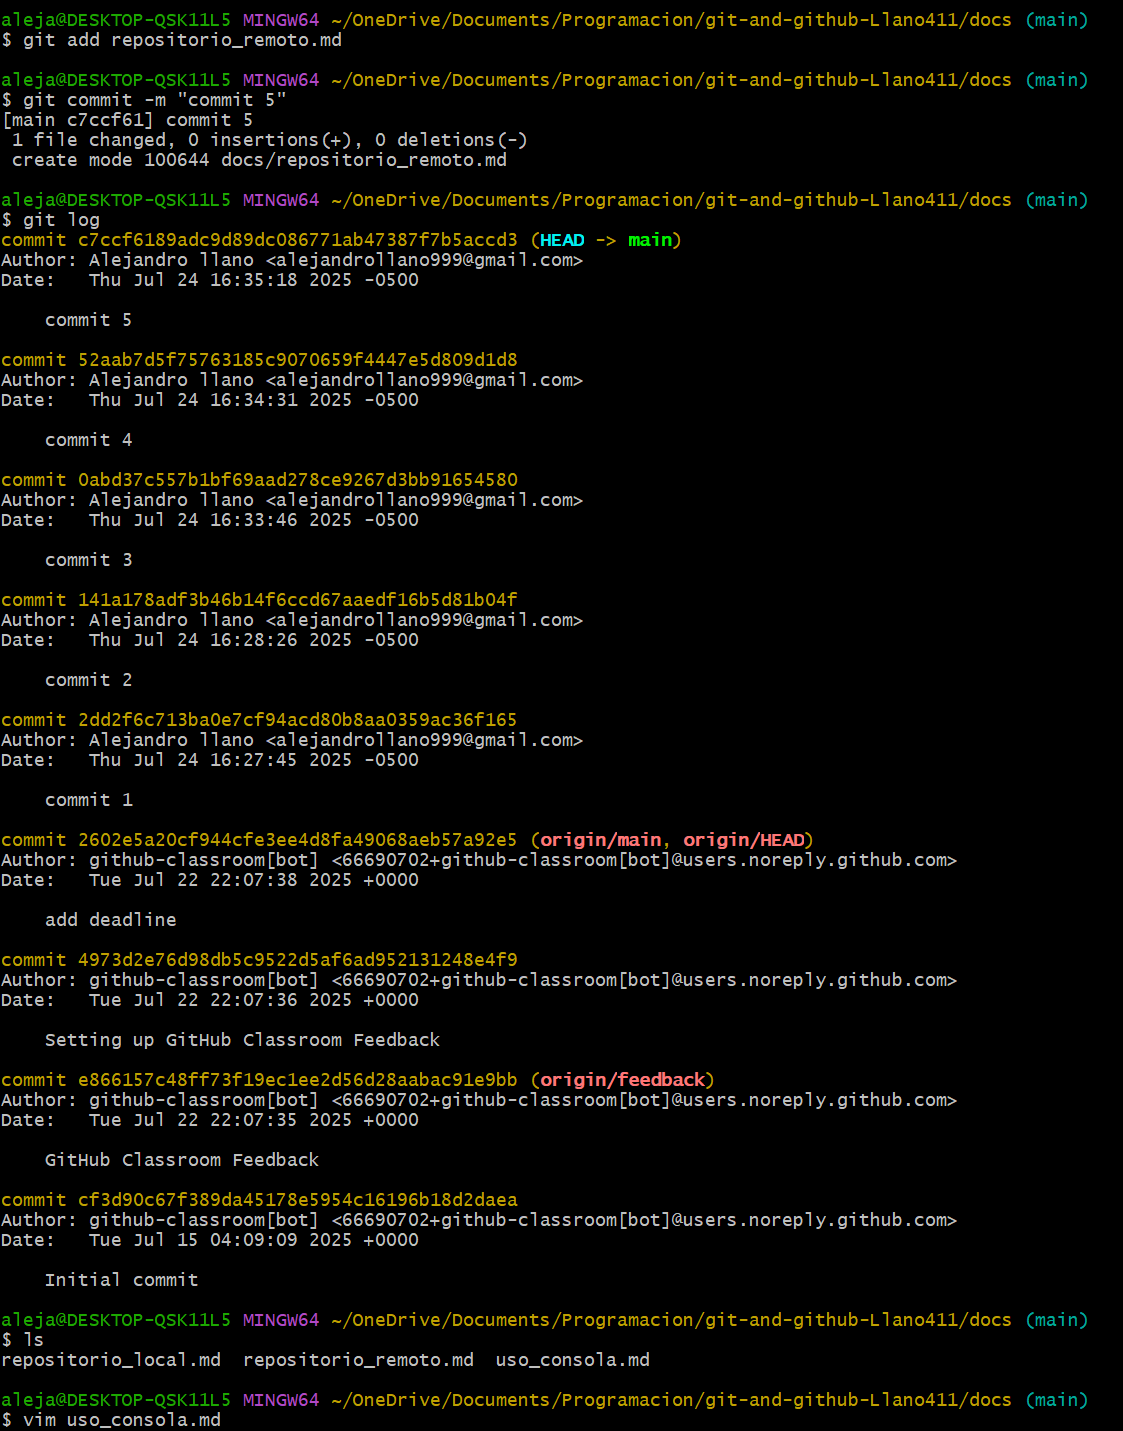 aleja@DESKTOP-QSK11L5 MINGW64 ~/OneDrive/Documents/Programacion/git-and-github-Llano411/docs (main)
$ git add repositorio_remoto.md
aleja@DESKTOP-QSK11L5 MINGW64 ~/OneDrive/Documents/Programacion/git-and-github-Llano411/docs (main)
$ git commit -m "commit 5"
[main c7ccf61] commit 5
 1 file changed, 0 insertions(+), 0 deletions(-)
 create mode 100644 docs/repositorio_remoto.md
aleja@DESKTOP-QSK11L5 MINGW64 ~/OneDrive/Documents/Programacion/git-and-github-Llano411/docs (main)
$ git log
commit c7ccf6189adc9d89dc086771ab47387f7b5accd3 (HEAD -> main)
Author: Alejandro llano <alejandrollano999@gmail.com>
Date:   Thu Jul 24 16:35:18 2025 -0500
    commit 5
commit 52aab7d5f75763185c9070659f4447e5d809d1d8
Author: Alejandro llano <alejandrollano999@gmail.com>
Date:   Thu Jul 24 16:34:31 2025 -0500
    commit 4
commit 0abd37c557b1bf69aad278ce9267d3bb91654580
Author: Alejandro llano <alejandrollano999@gmail.com>
Date:   Thu Jul 24 16:33:46 2025 -0500
    commit 3
commit 141a178adf3b46b14f6ccd67aaedf16b5d81b04f
Author: Alejandro llano <alejandrollano999@gmail.com>
Date:   Thu Jul 24 16:28:26 2025 -0500
    commit 2
commit 2dd2f6c713ba0e7cf94acd80b8aa0359ac36f165
Author: Alejandro llano <alejandrollano999@gmail.com>
Date:   Thu Jul 24 16:27:45 2025 -0500
    commit 1
commit 2602e5a20cf944cfe3ee4d8fa49068aeb57a92e5 (origin/main, origin/HEAD)
Author: github-classroom[bot] <66690702+github-classroom[bot]@users.noreply.github.com>
Date:   Tue Jul 22 22:07:38 2025 +0000
    add deadline
commit 4973d2e76d98db5c9522d5af6ad952131248e4f9
Author: github-classroom[bot] <66690702+github-classroom[bot]@users.noreply.github.com>
Date:   Tue Jul 22 22:07:36 2025 +0000
    Setting up GitHub Classroom Feedback
commit e866157c48ff73f19ec1ee2d56d28aabac91e9bb (origin/feedback)
Author: github-classroom[bot] <66690702+github-classroom[bot]@users.noreply.github.com>
Date:   Tue Jul 22 22:07:35 2025 +0000
    GitHub Classroom Feedback
commit cf3d90c67f389da45178e5954c16196b18d2daea
Author: github-classroom[bot] <66690702+github-classroom[bot]@users.noreply.github.com>
Date:   Tue Jul 15 04:09:09 2025 +0000
    Initial commit
aleja@DESKTOP-QSK11L5 MINGW64 ~/OneDrive/Documents/Programacion/git-and-github-Llano411/docs (main)
$ ls
repositorio_local.md  repositorio_remoto.md  uso_consola.md
aleja@DESKTOP-QSK11L5 MINGW64 ~/OneDrive/Documents/Programacion/git-and-github-Llano411/docs (main)
$ vim uso_consola.md